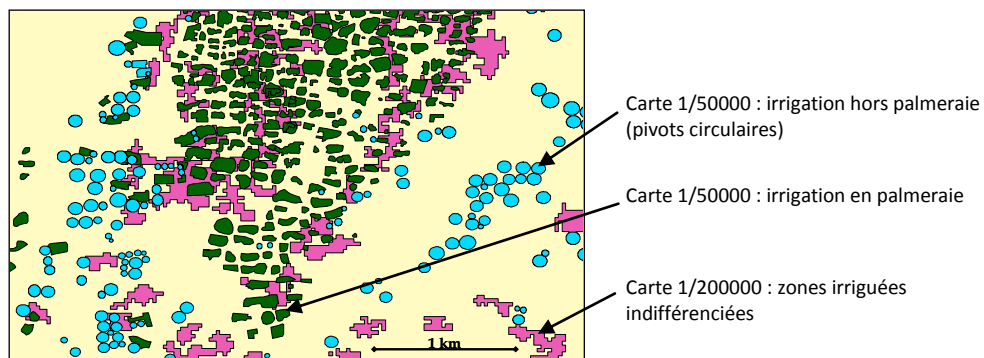 Carte 1/50000 : irrigation hors palmeraie
(pivots circulaires)
Carte 1/50000 : irrigation en palmeraie
Carte 1/200000 : zones irriguées
indifférenciées
1 km